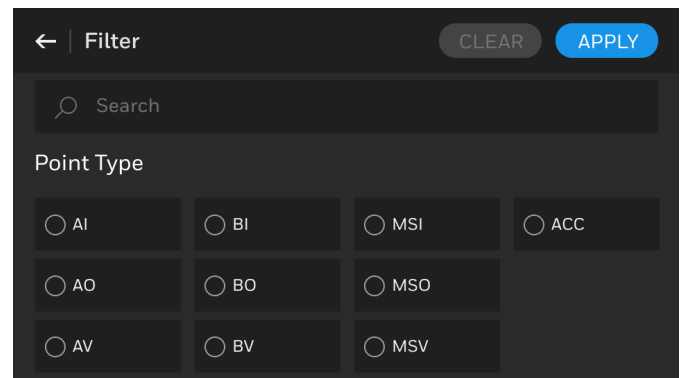 Filter CLEAR APPLY
Search
Point Type
AI BI MSI ACC
AO BO MSO
AV BV MSV